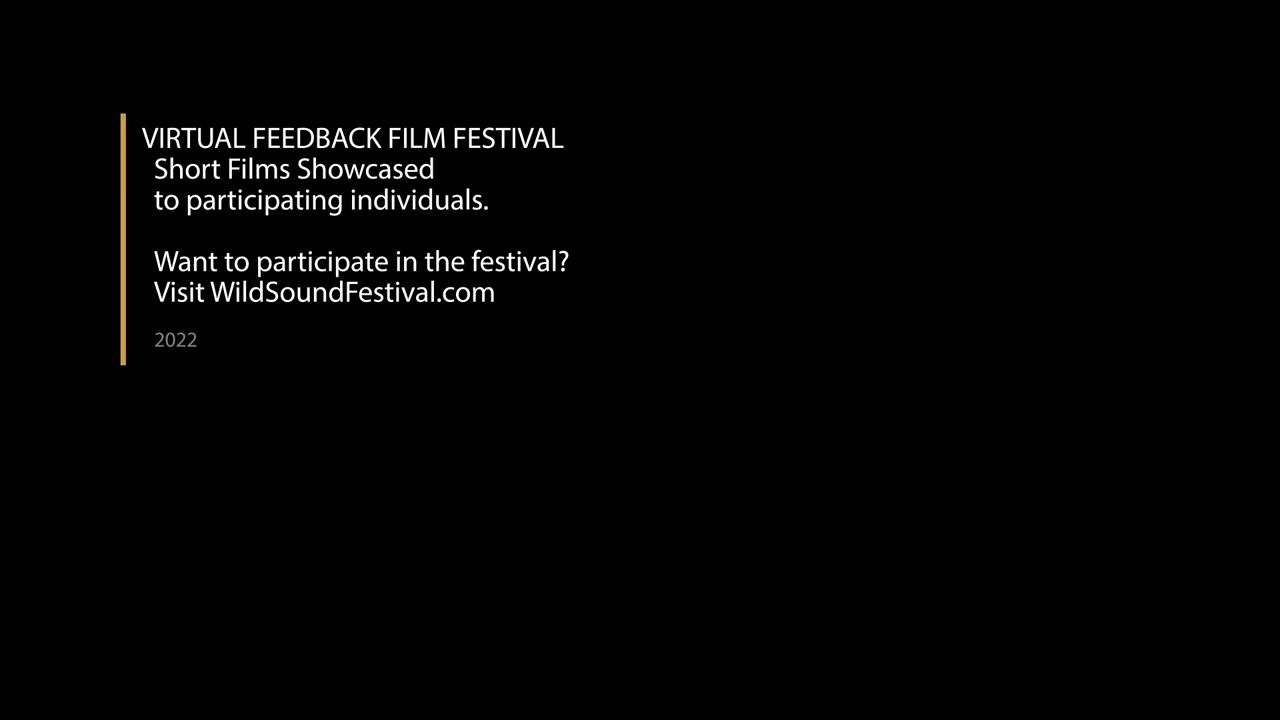 VIRTUAL FEEDBACK FILM FESTIVAL
Short Films Showcased
to participating individuals.
Want to participate in the festival?
Visit WildSoundFestival.com
2022